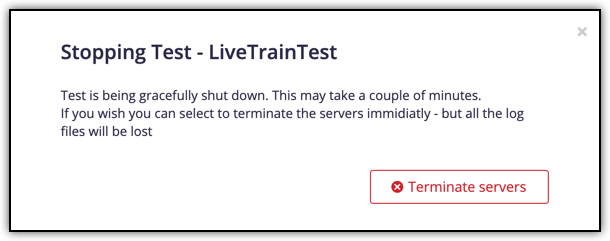 Stopping Test - LiveTrainTest
Test is being gracefully shut down. This may take a couple of minutes.
If you wish you can select to terminate the servers immidiatly - but all the log
files will be lost
Terminate servers